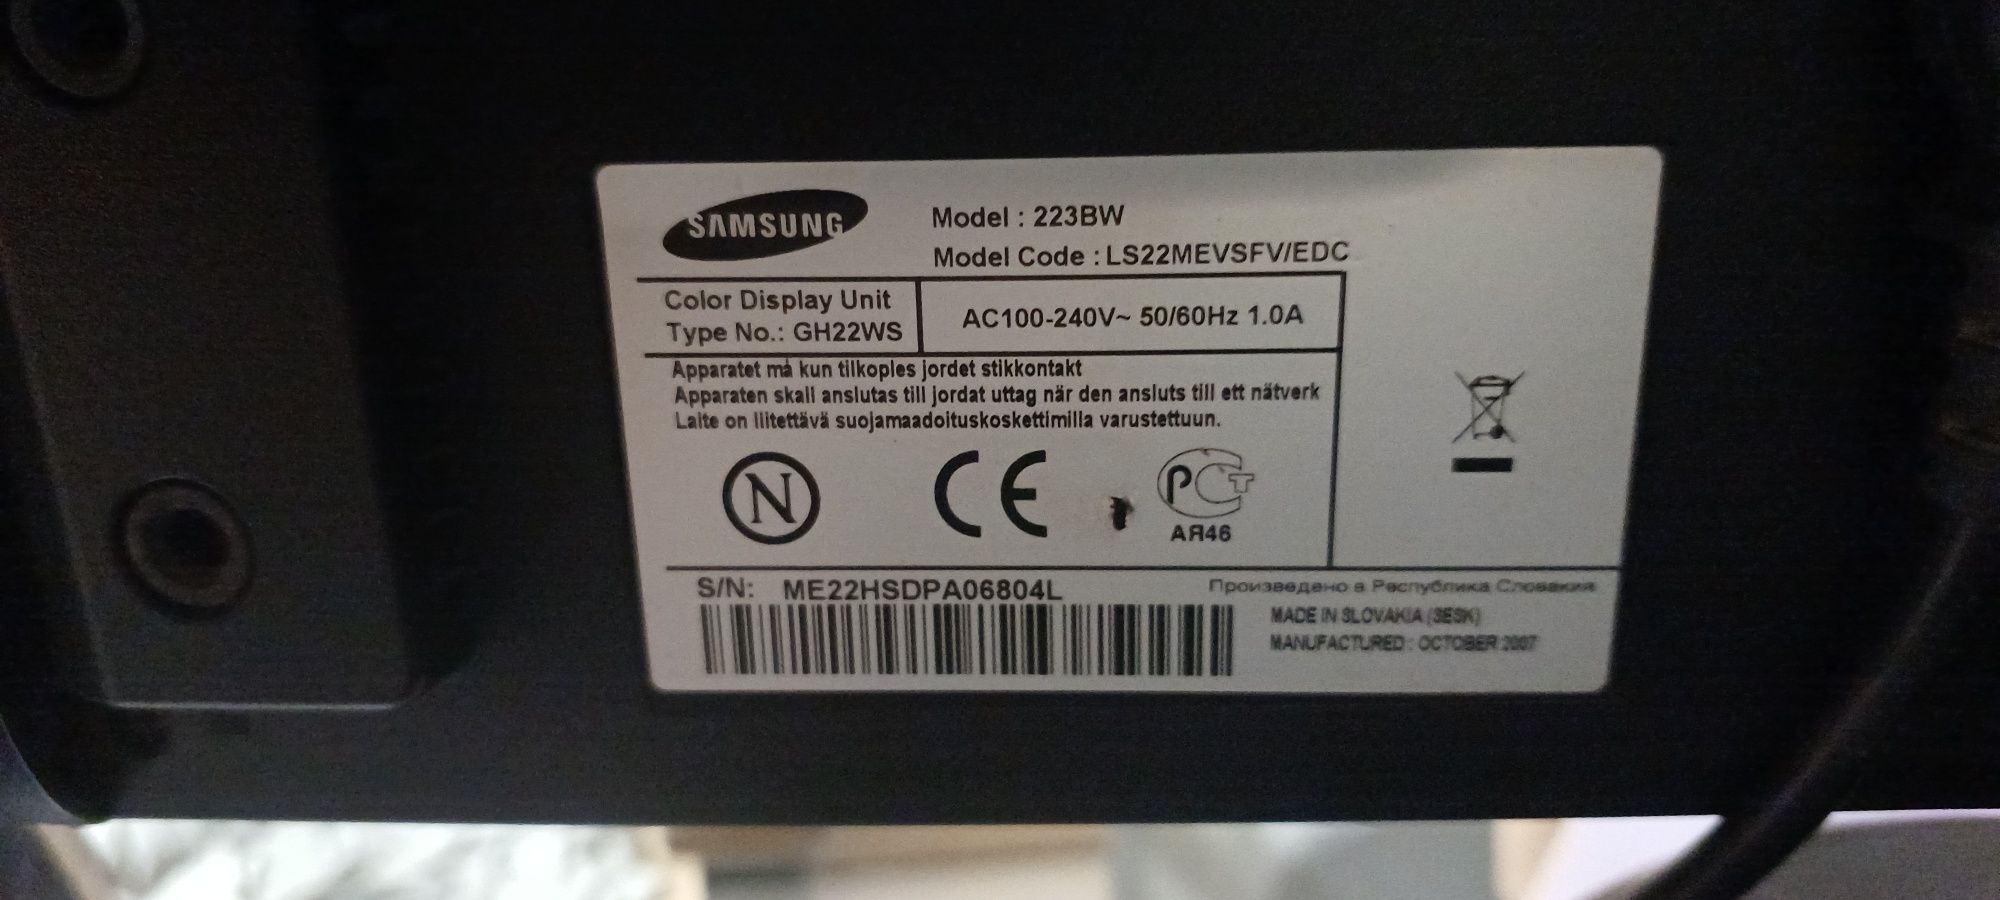 SAMSUNG
Model : 223BW
Model Code : LS22MEVSFV/EDC
Color Display Unit
Type No.: GH22WS
AC100-240V~ 50/60Hz 1.0A
Apparatet må kun tilkoples jordet stikkontakt
Apparaten skall anslutas till jordat uttag när den ansluts till ett nätverk
Laite on liitettävä suojamaadoituskoskettimilla varustettuun.
N
CE
PCT
АЯ46
S/N: ME22HSDPA06804L
Произведено в Республика Словакия
MADE IN SLOVAKIA (SESK)
MANUFACTURED : OCTOBER 2007